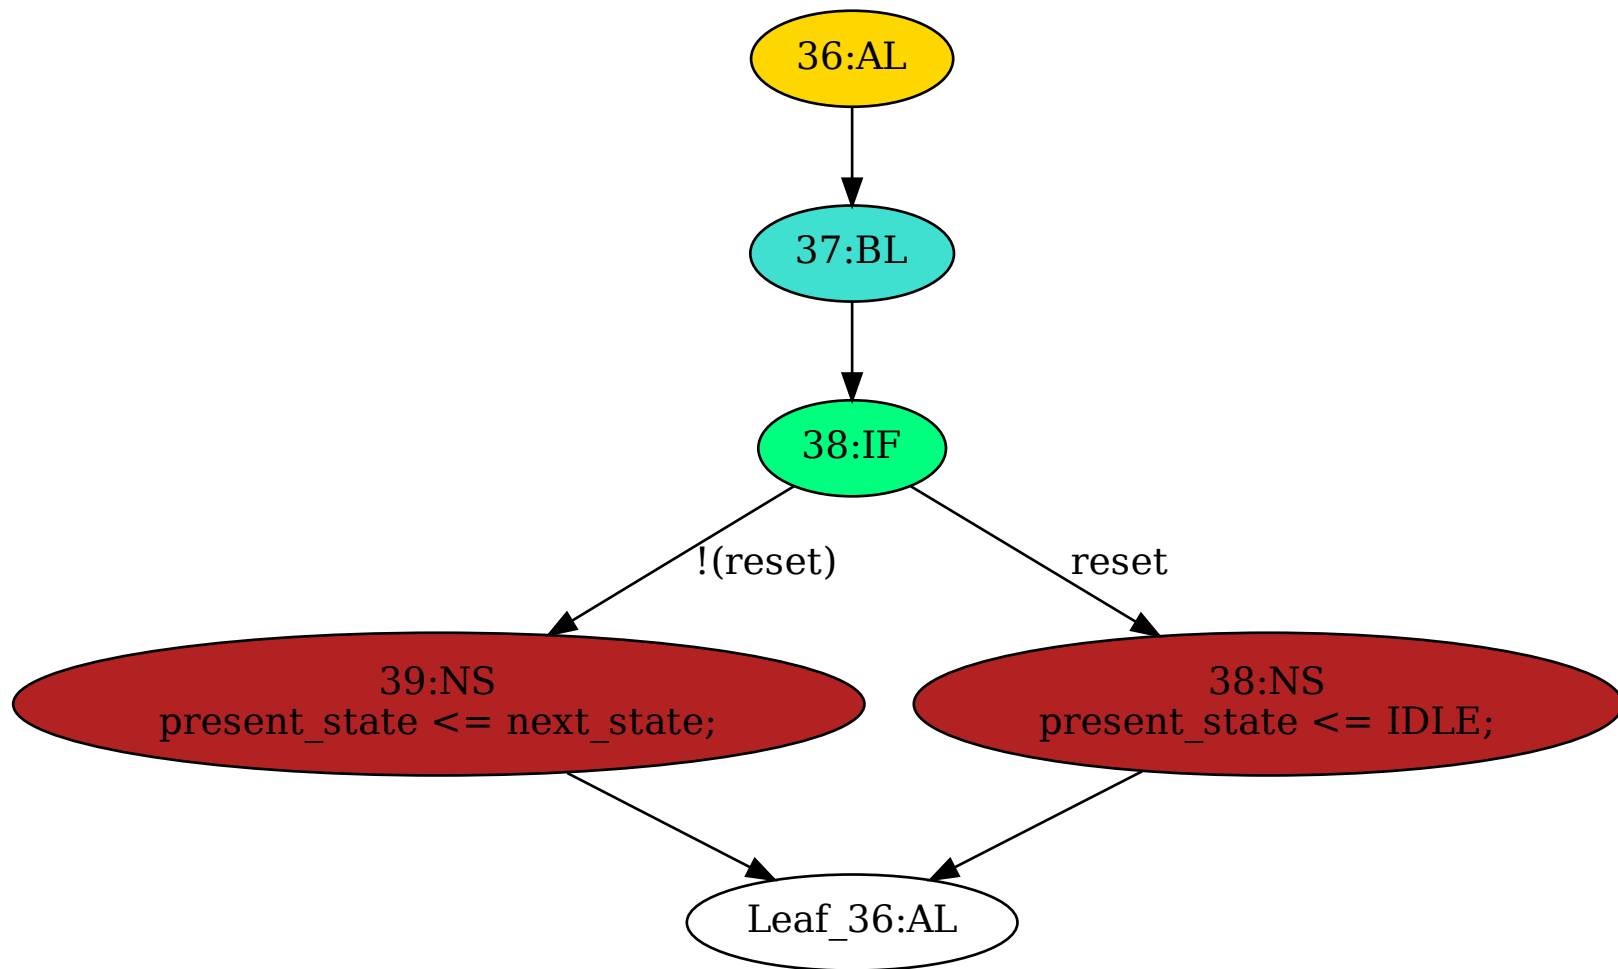 36:AL
37:BL
38:IF
!(reset)
reset
39:NS
present_state <= next_state;
38:NS
present_state <= IDLE;
Leaf_36:AL